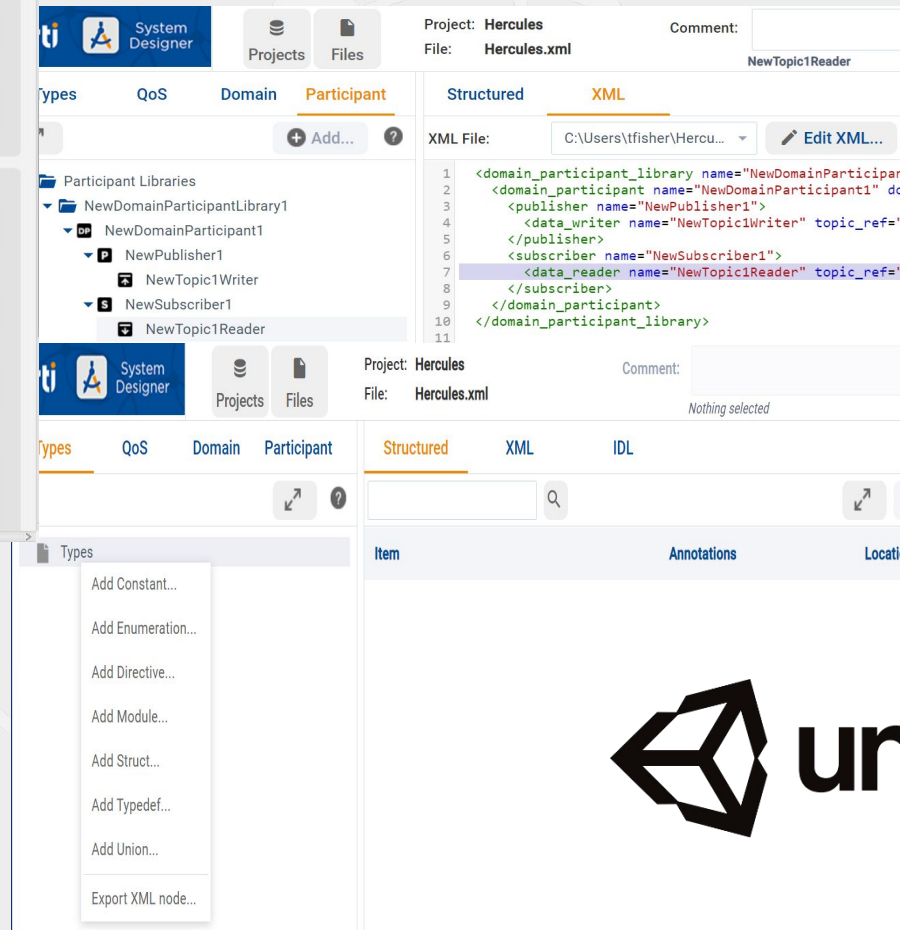 ti System Designer
Projects
Files
Project: Hercules
File: Hercules.xml
Comment:
NewTopic1Reader
Types QoS Domain Participant
Add... ?
Participant Libraries
NewDomainParticipantLibrary1
DP NewDomainParticipant1
P NewPublisher1
NewTopic1Writer
S NewSubscriber1
NewTopic1Reader
Structured XML
XML File: C:\Users\tfisher\Hercu... Edit XML...
1 <domain_participant_library name="NewDomainParticipan
2 <domain_participant name="NewDomainParticipant1" do
3 <publisher name="NewPublisher1">
4 <data_writer name="NewTopic1Writer" topic_ref="
5 </publisher>
6 <subscriber name="NewSubscriber1">
7 <data_reader name="NewTopic1Reader" topic_ref="
8 </subscriber>
9 </domain_participant>
10 </domain_participant_library>
11
ti System Designer
Projects
Files
Project: Hercules
File: Hercules.xml
Comment:
Nothing selected
Types QoS Domain Participant
?
Types
Add Constant...
Add Enumeration...
Add Directive...
Add Module...
Add Struct...
Add Typedef...
Add Union...
Export XML node...
Structured XML IDL
Item Annotations Locati
un